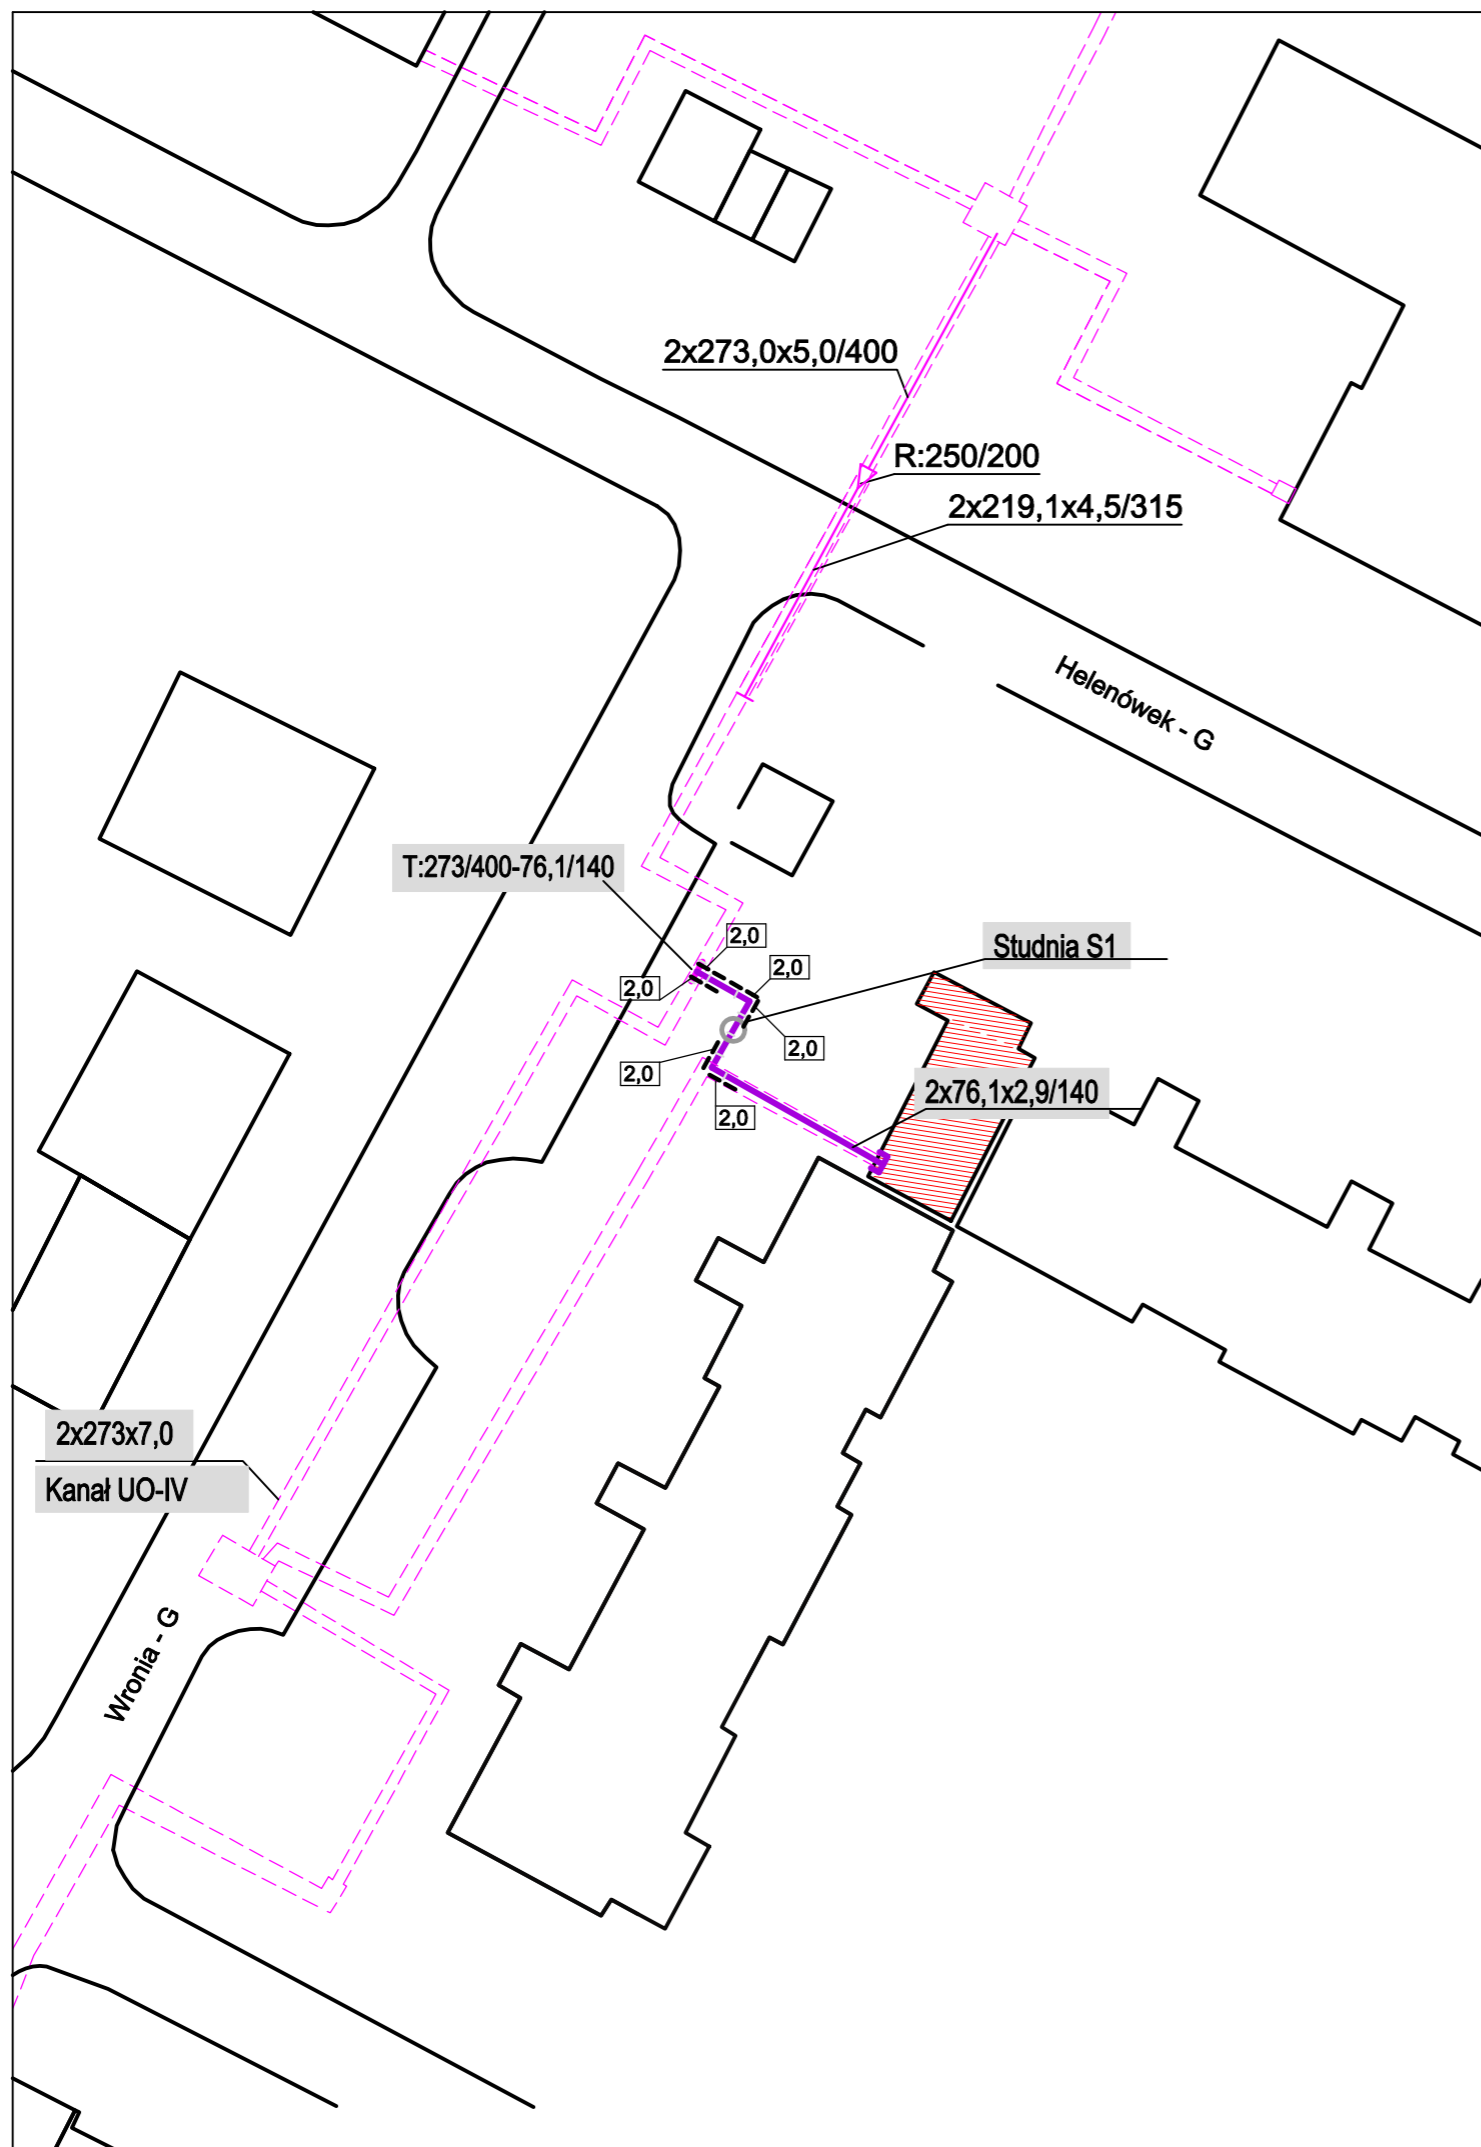 2x273,0x5,0/400
R:250/200
2x219,1x4,5/315
Helenówek - G
T:273/400-76,1/140
2,0
Studnia S1
2,0
2,0
2,0
2,0
2x76,1x2,9/140
2,0
2x273x7,0
Kanał UO-IV
Wronia - G